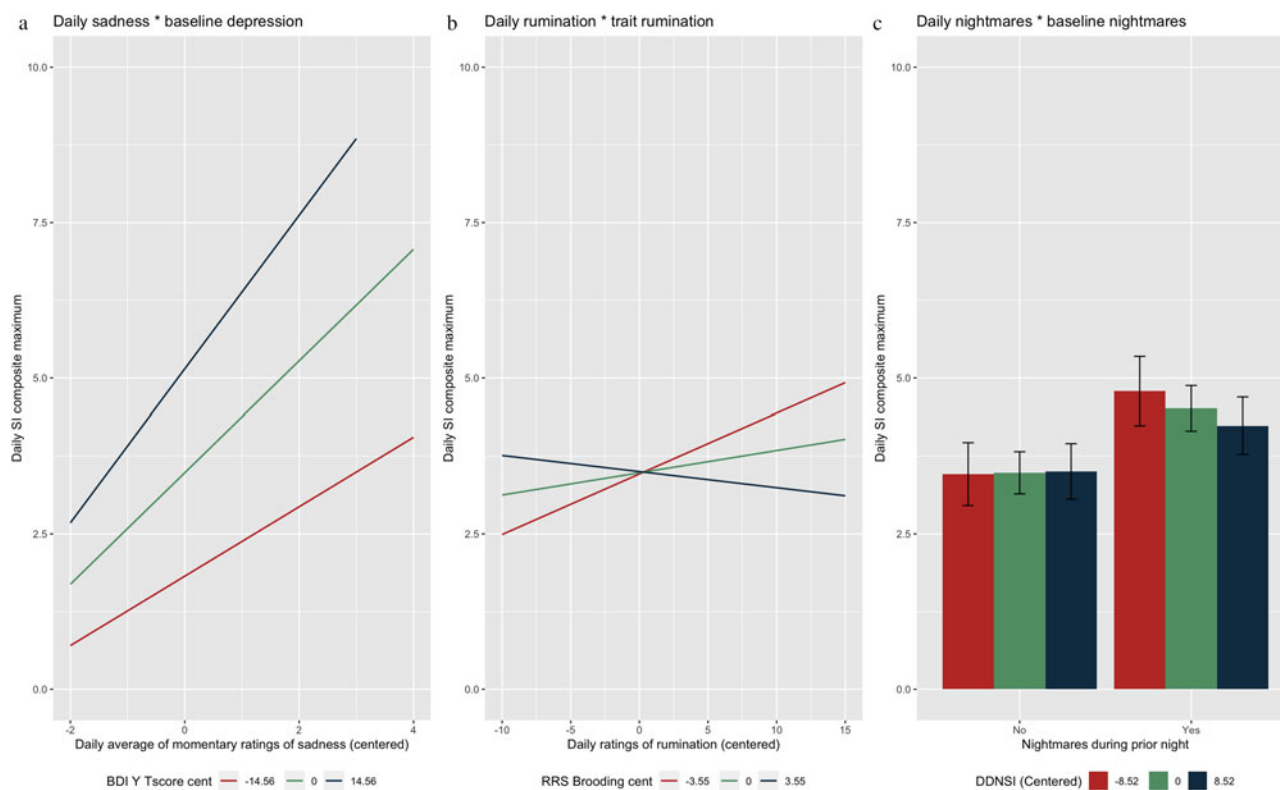 a
Daily sadness * baseline depression
10.0
7.5
5.0
2.5
0.0
Daily SI composite maximum
-2
0
2
4
Daily average of momentary ratings of sadness (centered)
BDI Y Tscore cent
-14.56
0
14.56
b
Daily rumination * trait rumination
10.0
7.5
5.0
2.5
0.0
Daily SI composite maximum
-10
-5
0
5
10
15
Daily ratings of rumination (centered)
RRS Brooding cent
-3.55
0
3.55
c
Daily nightmares * baseline nightmares
10.0
7.5
5.0
2.5
0.0
Daily SI composite maximum
No
Yes
Nightmares during prior night
DDNSI (Centered)
-8.52
0
8.52